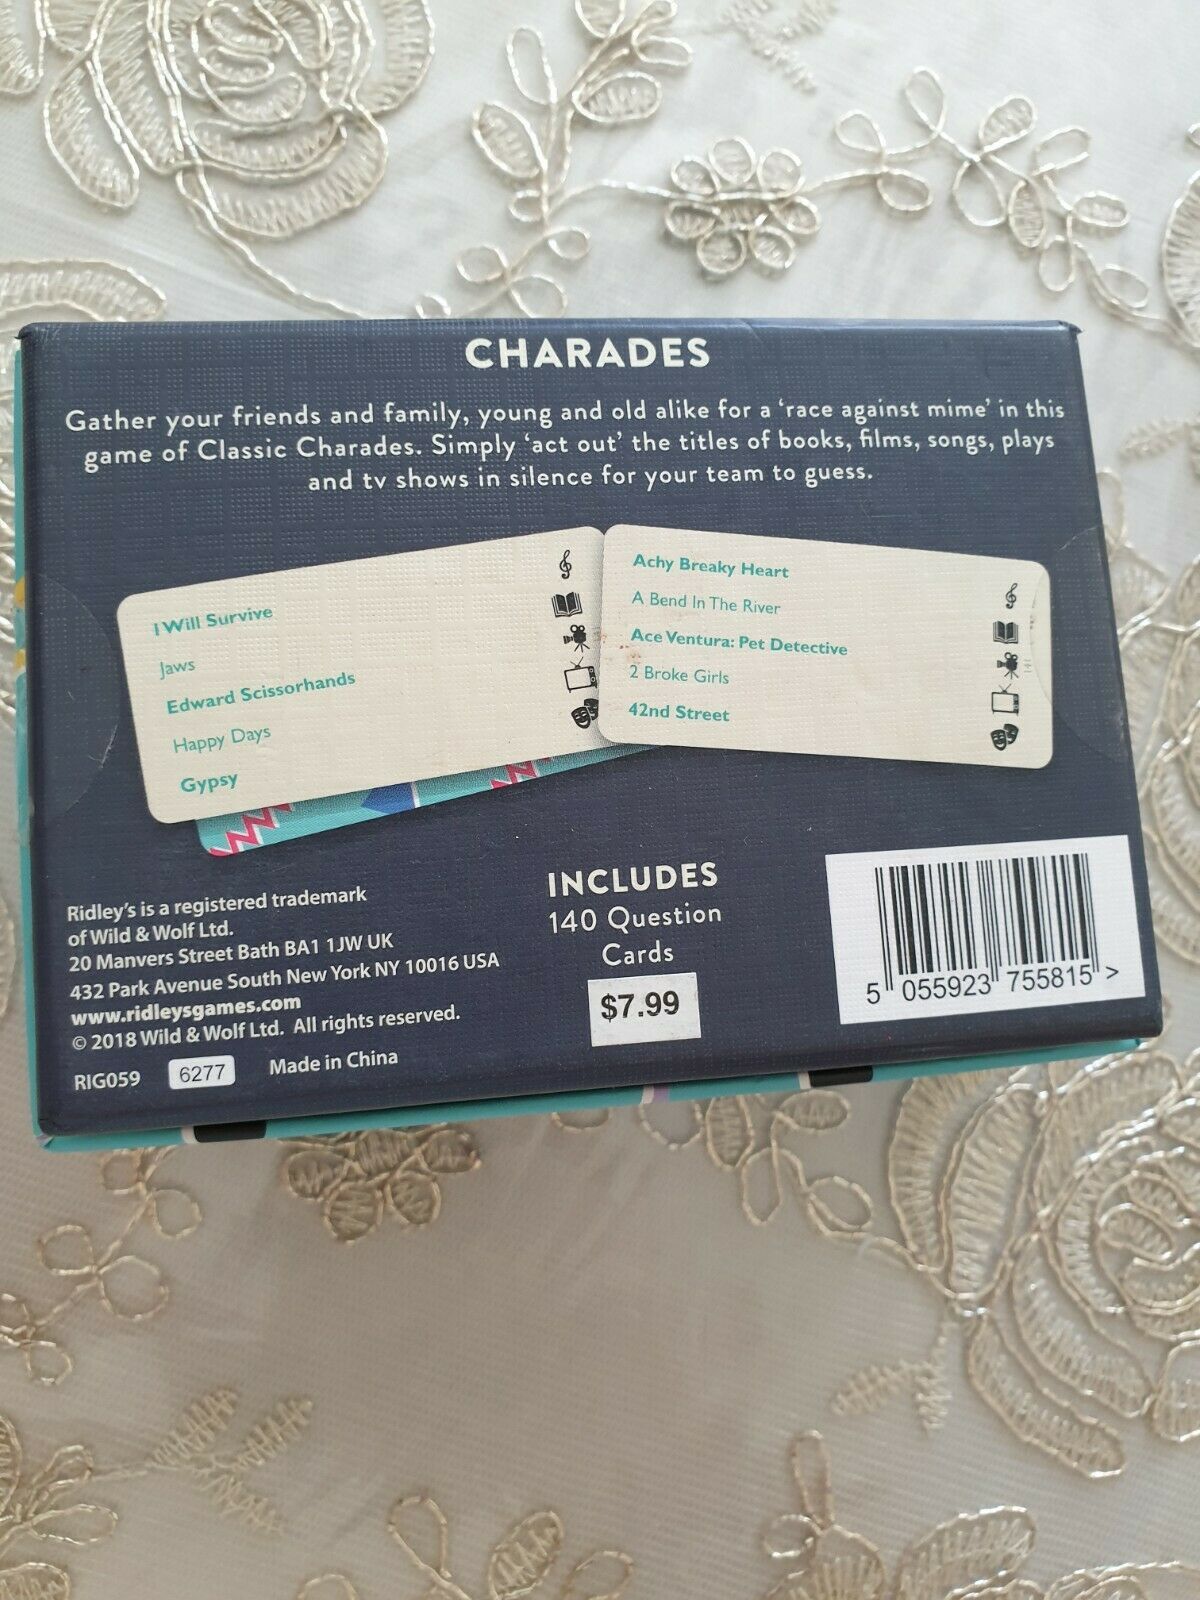 CHARADES
Gather your friends and family, young and old alike for a ‘race against mime’ in this
game of Classic Charades. Simply ‘act out’ the titles of books, films, songs, plays
and tv shows in silence for your team to guess.
I Will Survive
Jaws
Edward Scissorhands
Happy Days
Gypsy
Achy Breaky Heart
A Bend In The River
Ace Ventura: Pet Detective
2 Broke Girls
42nd Street
141
Ridley's is a registered trademark
of Wild & Wolf Ltd.
20 Manvers Street Bath BA1 1JW UK
432 Park Avenue South New York NY 10016 USA
www.ridleysgames.com
© 2018 Wild & Wolf Ltd. All rights reserved.
RIG059 6277 Made in China
INCLUDES
140 Question
Cards
$7.99
5 055923 755815 >